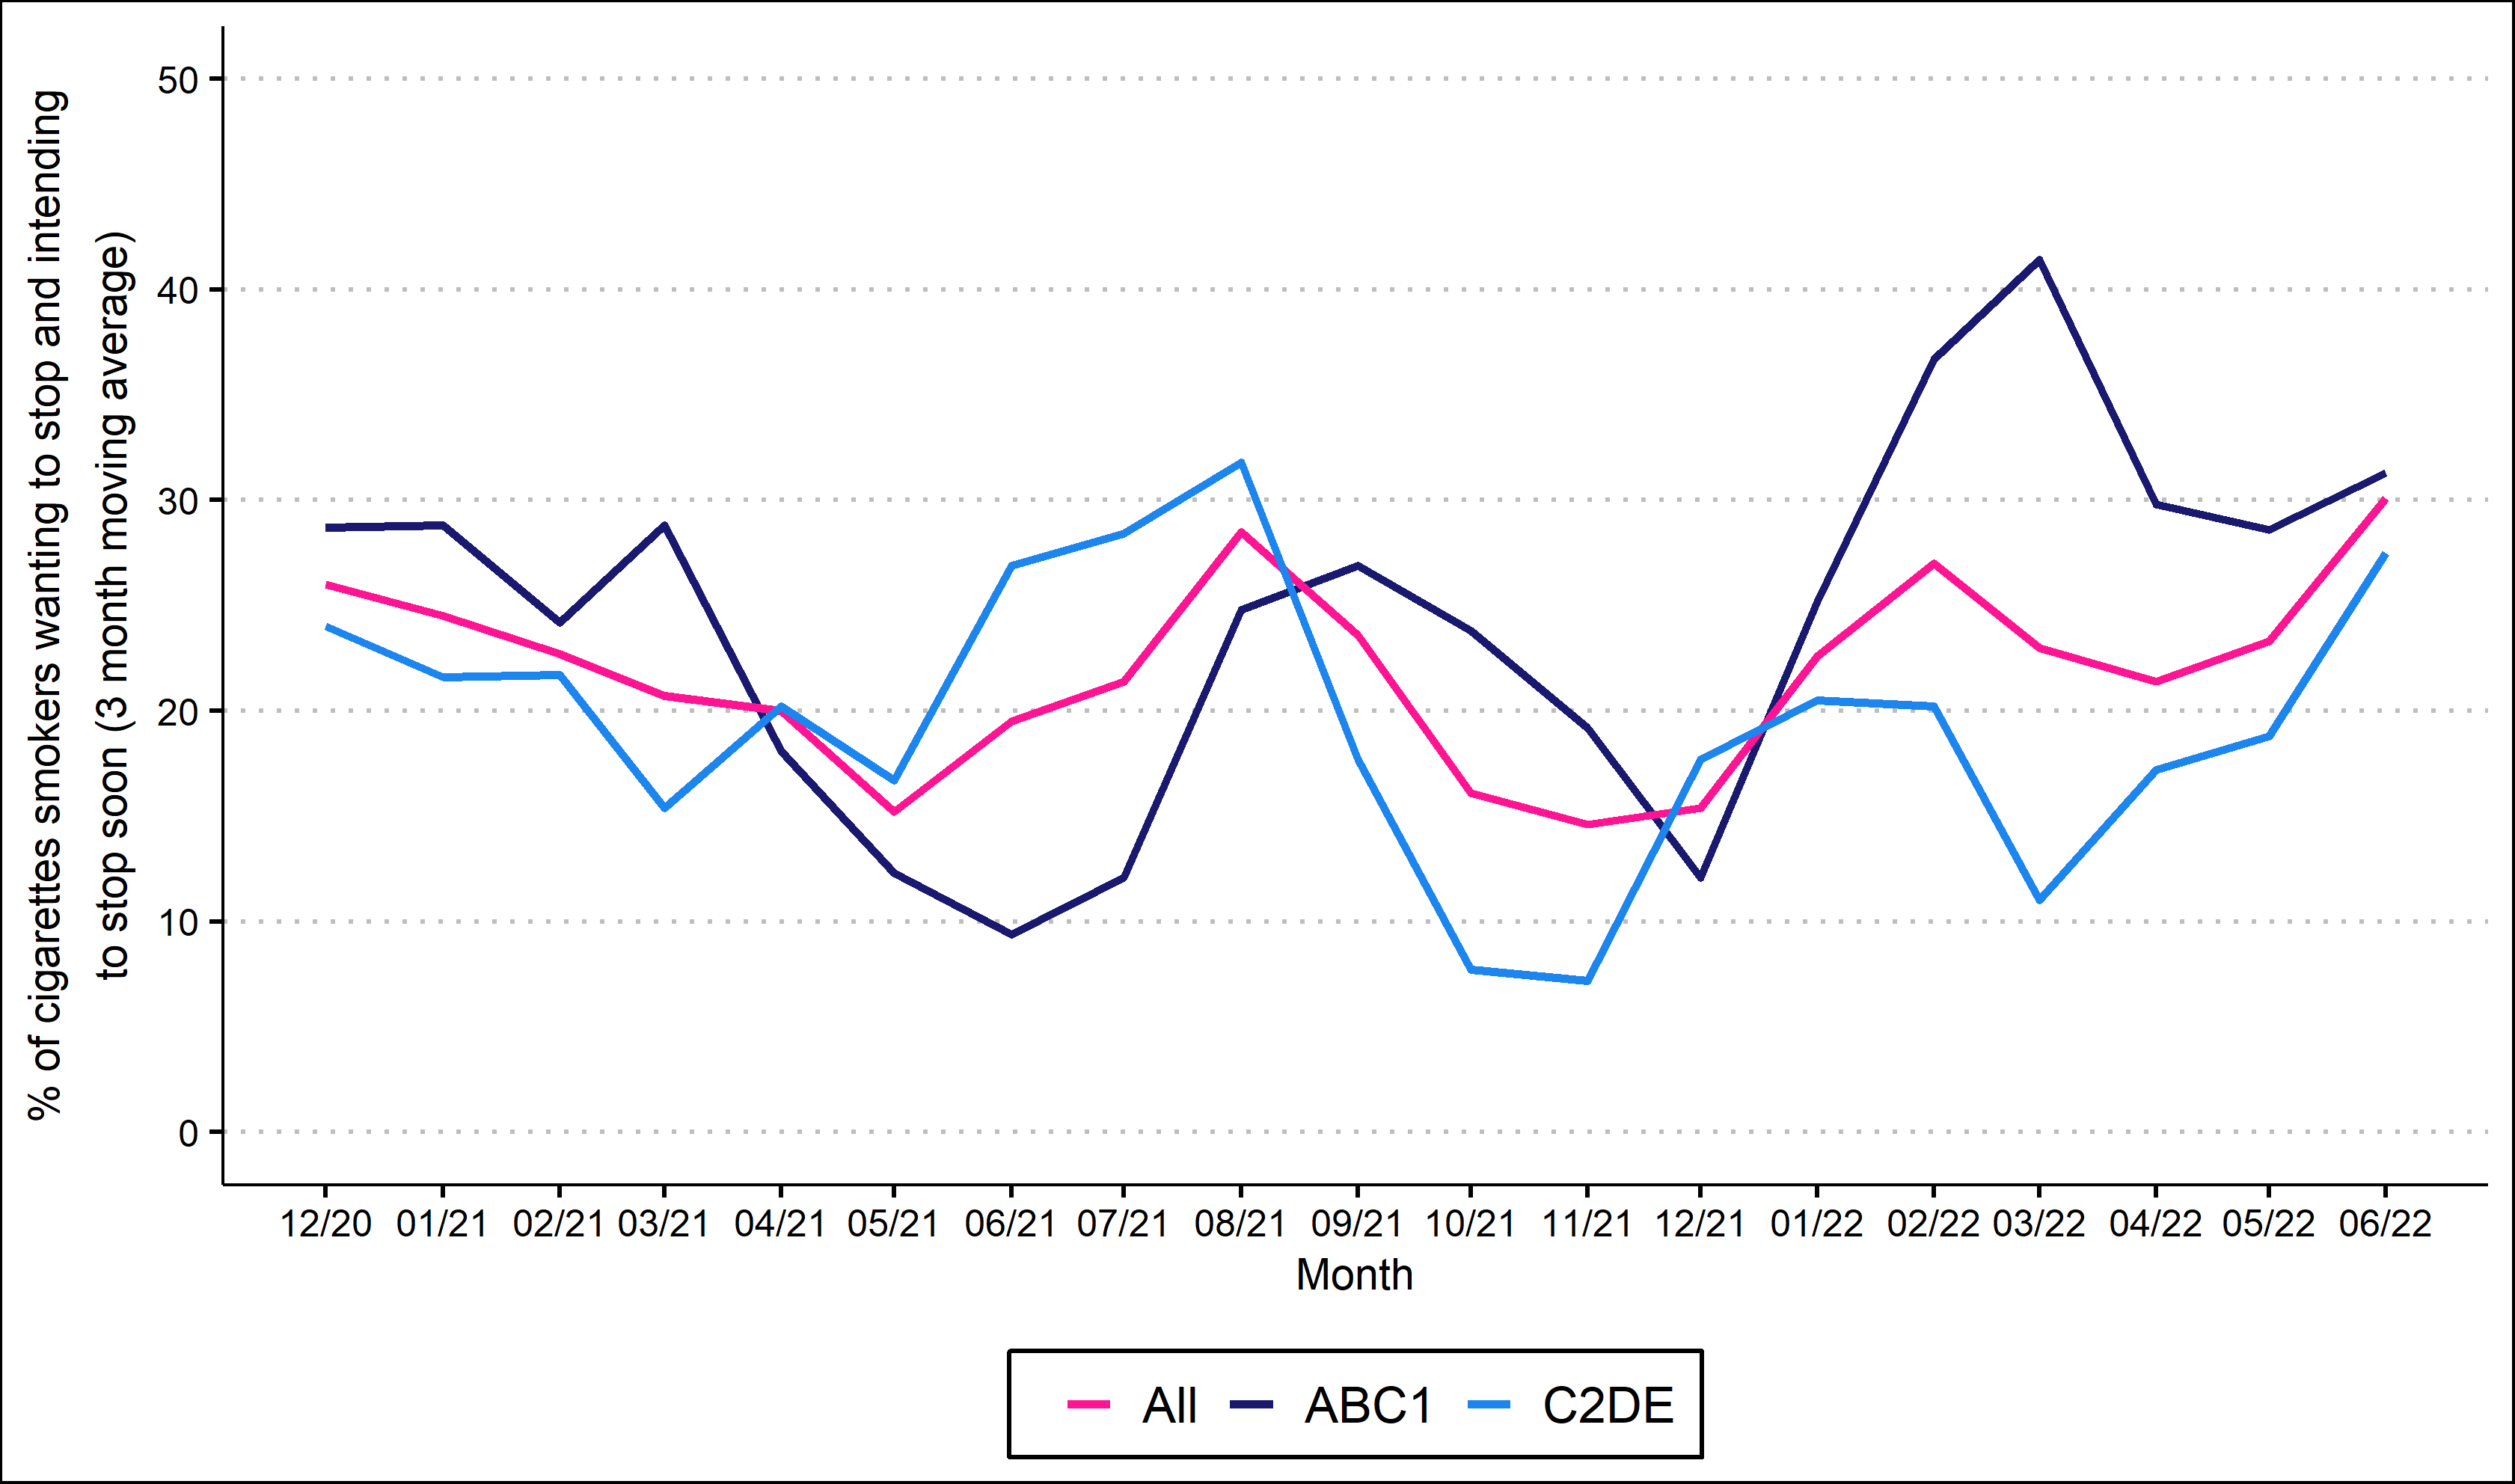 % of cigarettes smokers wanting to stop and intending
to stop soon (3 month moving average)
50
40
30
20
10
0
12/20 01/21 02/21 03/21 04/21 05/21 06/21 07/21 08/21 09/21 10/21 11/21 12/21 01/22 02/22 03/22 04/22 05/22 06/22
Month
All ABC1 C2DE